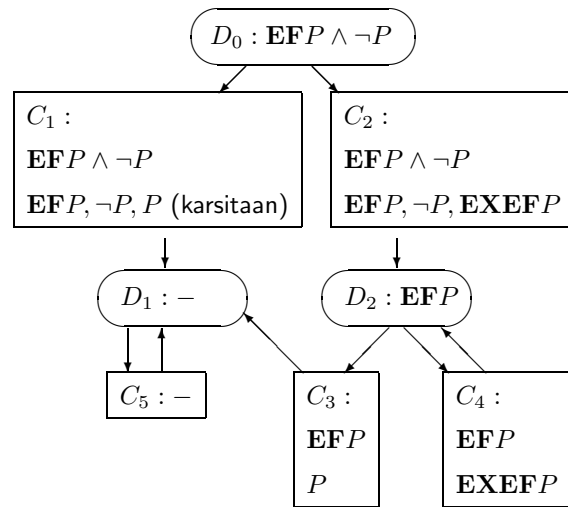 D₀ : EFP ∧ ¬P
C₁ :
EFP ∧ ¬P
EFP, ¬P, P (karsitaan)
C₂ :
EFP ∧ ¬P
EFP, ¬P, EXEFP
D₁ : −
D₂ : EFP
C₅ : −
C₃ :
EFP
P
C₄ :
EFP
EXEFP